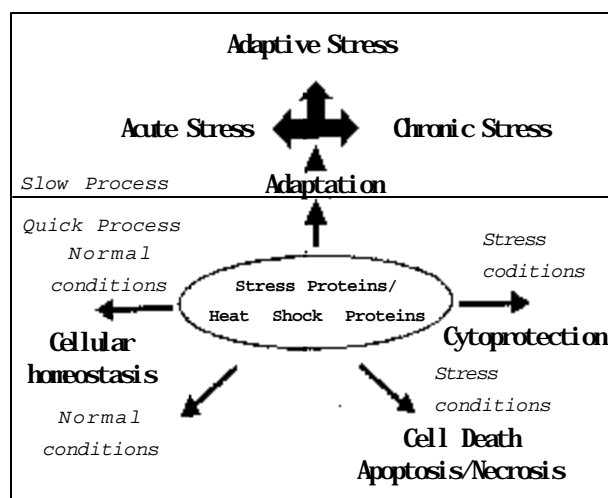 Adaptive Stress
Acute Stress
Chronic Stress
Slow Process
Adaptation
Quick Process
Normal
conditions
Stress
coditions
Stress Proteins/
Heat Shock Proteins
Cellular
homeostasis
Cytoprotection
Normal
conditions
Stress
conditions
Cell Death
Apoptosis/Necrosis